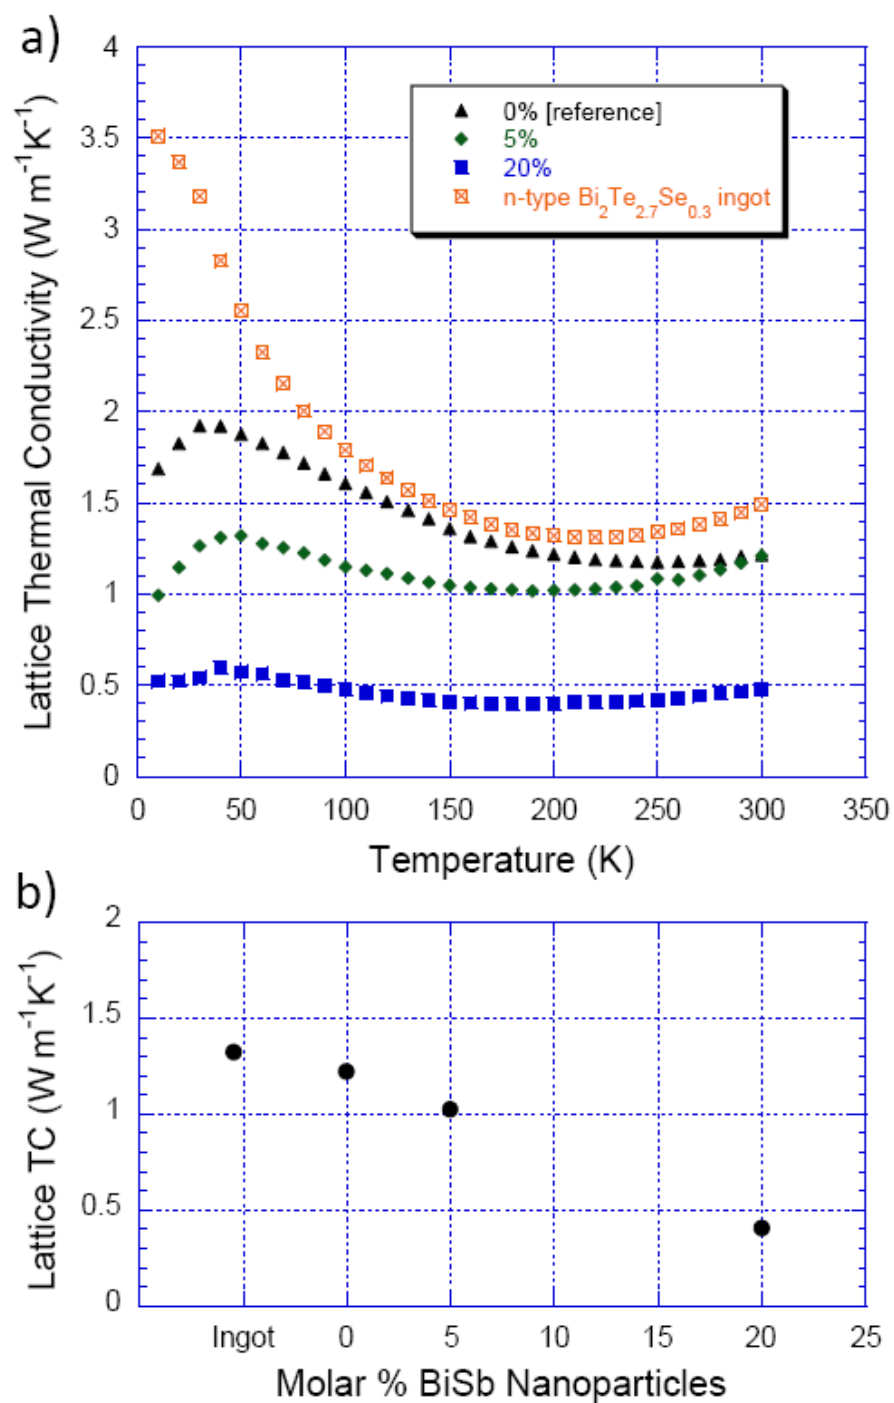 a)
Lattice Thermal Conductivity (W m⁻¹K⁻¹)
4
3.5
3
2.5
2
1.5
1
0.5
0
0% [reference]
5%
20%
n-type Bi₂Te₂.₇Se₀.₃ ingot
0 50 100 150 200 250 300 350
Temperature (K)
b)
Lattice TC (W m⁻¹K⁻¹)
2
1.5
1
0.5
0
Ingot 0 5 10 15 20 25
Molar % BiSb Nanoparticles